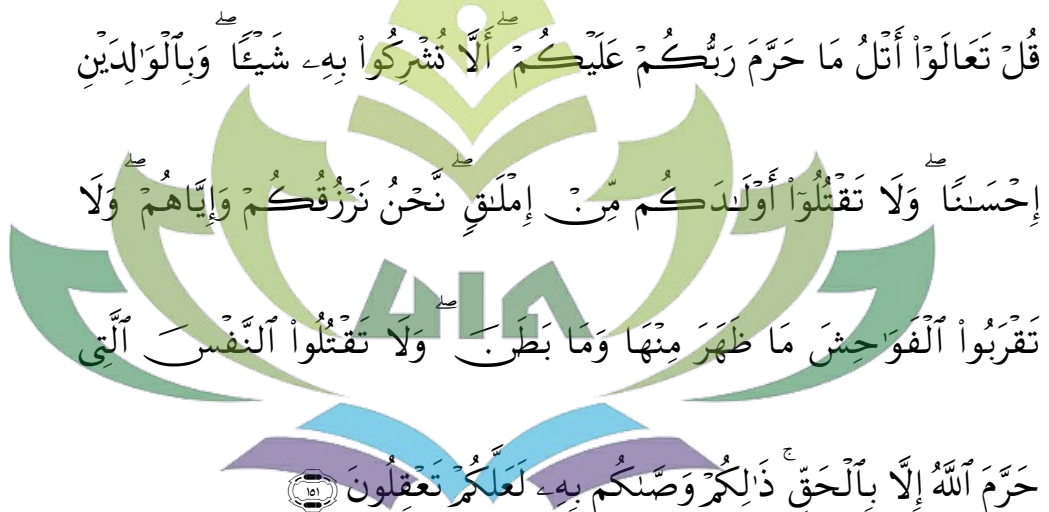 قُلْ تَعَالَوْا۟ أَتْلُ مَا حَرَّمَ رَبُّكُمْ عَلَيْكُمْ ۖ أَلَّا تُشْرِكُوا۟ بِهِۦ شَيْـًۭٔا ۖ وَبِٱلْوَٰلِدَيْنِ
إِحْسَـٰنًۭا ۖ وَلَا تَقْتُلُوٓا۟ أَوْلَـٰدَكُم مِّنْ إِمْلَـٰقٍۢ ۖ نَّحْنُ نَرْزُقُكُمْ وَإِيَّاهُمْ ۖ وَلَا
تَقْرَبُوا۟ ٱلْفَوَٰحِشَ مَا ظَهَرَ مِنْهَا وَمَا بَطَنَ ۖ وَلَا تَقْتُلُوا۟ ٱلنَّفْسَ ٱلَّتِى
حَرَّمَ ٱللَّهُ إِلَّا بِٱلْحَقِّ ۚ ذَٰلِكُمْ وَصَّىٰكُم بِهِۦ لَعَلَّكُمْ تَعْقِلُونَ ١٥١